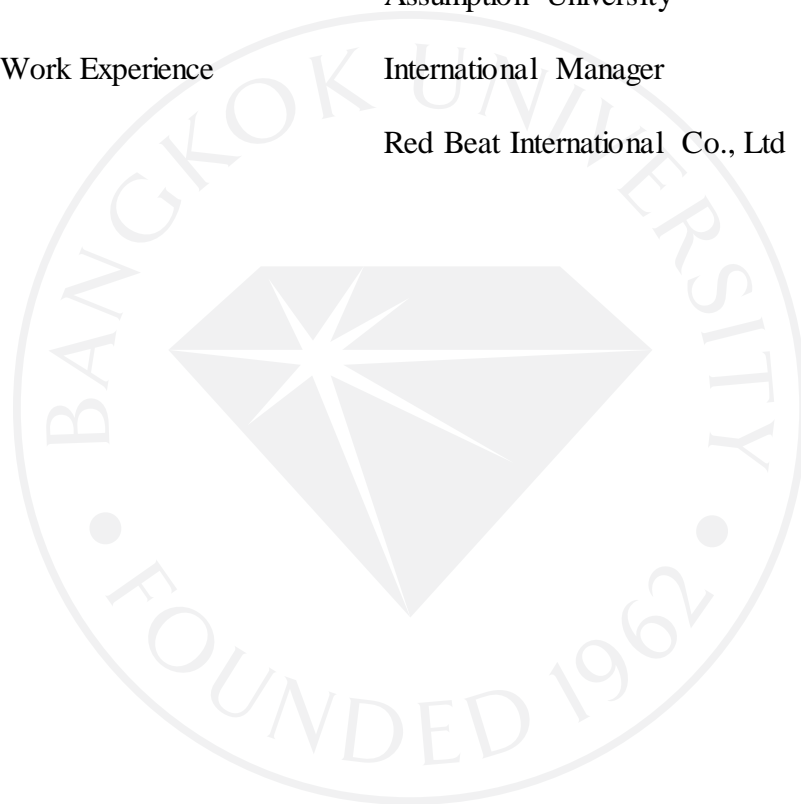 Assumption University
Work Experience International Manager
Red Beat International Co., Ltd
BANGKOK UNIVERSITY
• FOUNDED 1962 •